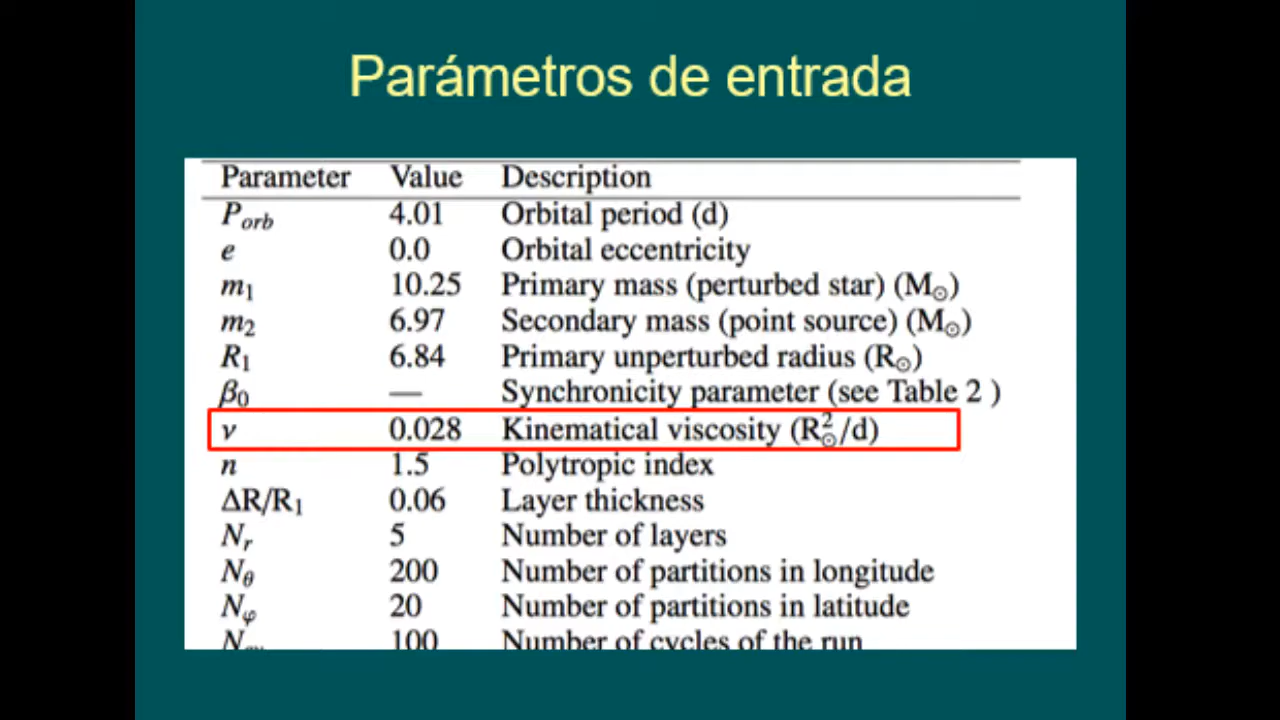 Parámetros de entrada
Parameter Value Description
P_orb 4.01 Orbital period (d)
e 0.0 Orbital eccentricity
m₁ 10.25 Primary mass (perturbed star) (M⊙)
m₂ 6.97 Secondary mass (point source) (M⊙)
R₁ 6.84 Primary unperturbed radius (R⊙)
β₀ — Synchronicity parameter (see Table 2 )
ν 0.028 Kinematical viscosity (R⊙²/d)
n 1.5 Polytropic index
ΔR/R₁ 0.06 Layer thickness
N_r 5 Number of layers
N_θ 200 Number of partitions in longitude
N_φ 20 Number of partitions in latitude
N 100 Number of cycles of the run